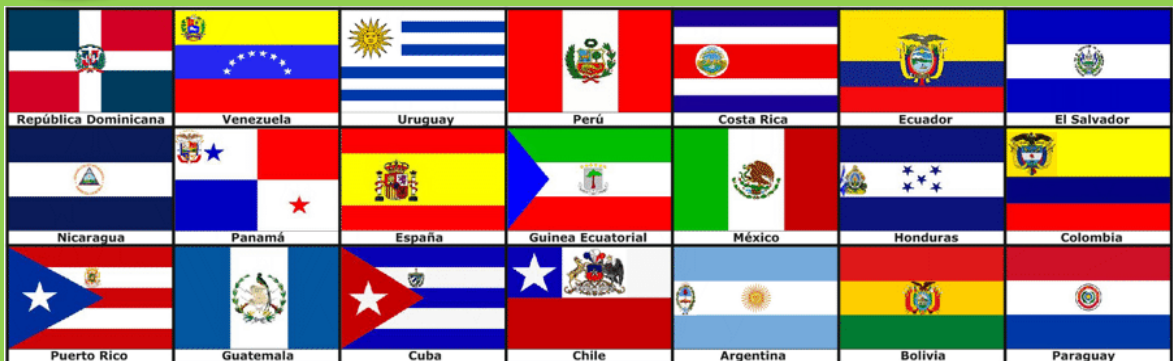 República Dominicana Venezuela Uruguay Perú Costa Rica Ecuador El Salvador
Nicaragua Panamá España Guinea Ecuatorial México Honduras Colombia
Puerto Rico Guatemala Cuba Chile Argentina Bolivia Paraguay